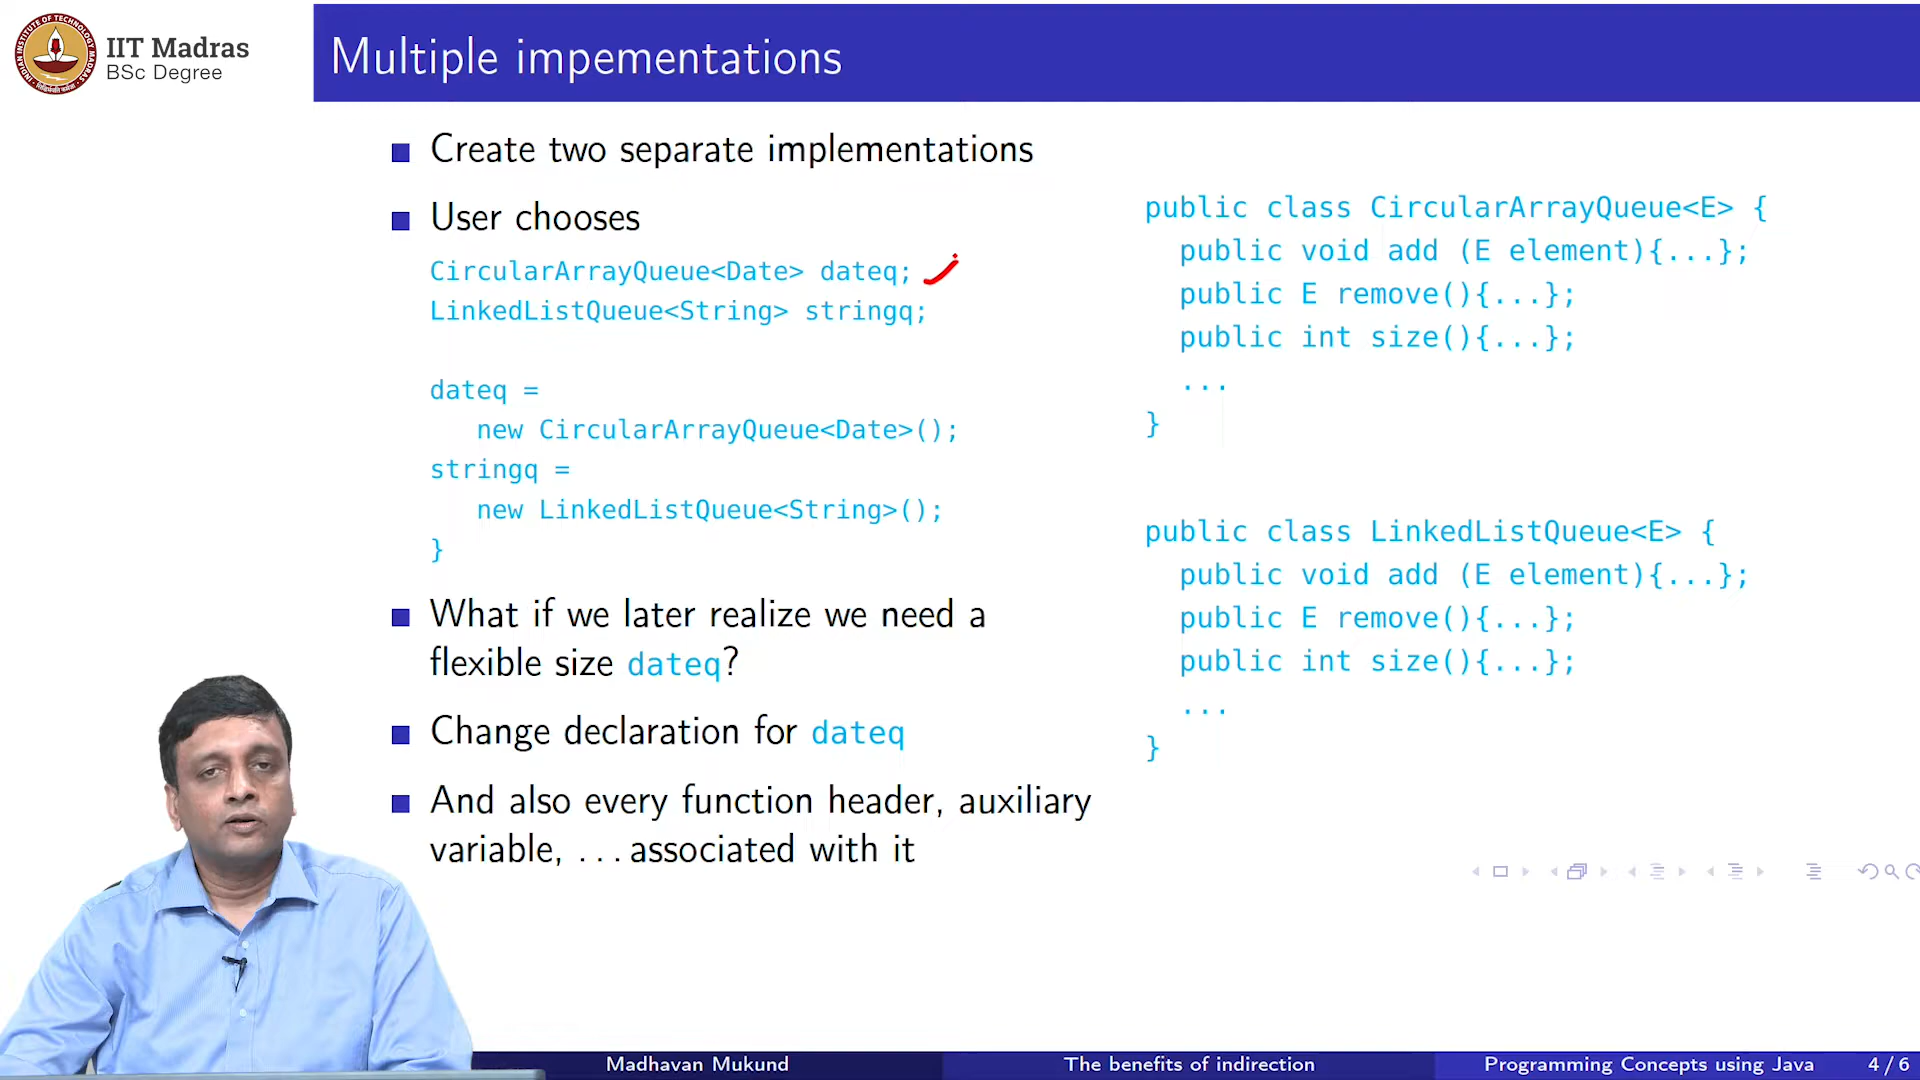 IIT Madras
BSc Degree
Multiple impementations
Create two separate implementations
User chooses
CircularArrayQueue<Date> dateq;
LinkedListQueue<String> stringq;
dateq =
new CircularArrayQueue<Date>();
stringq =
new LinkedListQueue<String>();
}
What if we later realize we need a
flexible size dateq?
Change declaration for dateq
And also every function header, auxiliary
variable, ... associated with it
public class CircularArrayQueue<E> {
public void add (E element){...};
public E remove(){...};
public int size(){...};
...
}
public class LinkedListQueue<E> {
public void add (E element){...};
public E remove(){...};
public int size(){...};
...
}
Madhavan Mukund
The benefits of indirection
Programming Concepts using Java
4 / 6